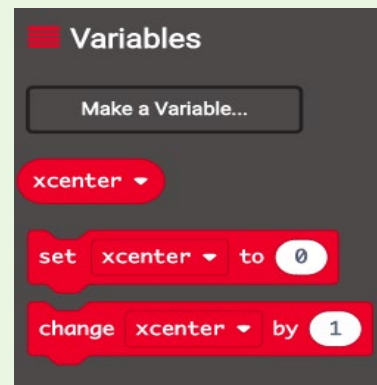 Variables
Make a Variable...
xcenter
set xcenter to 0
change xcenter by 1